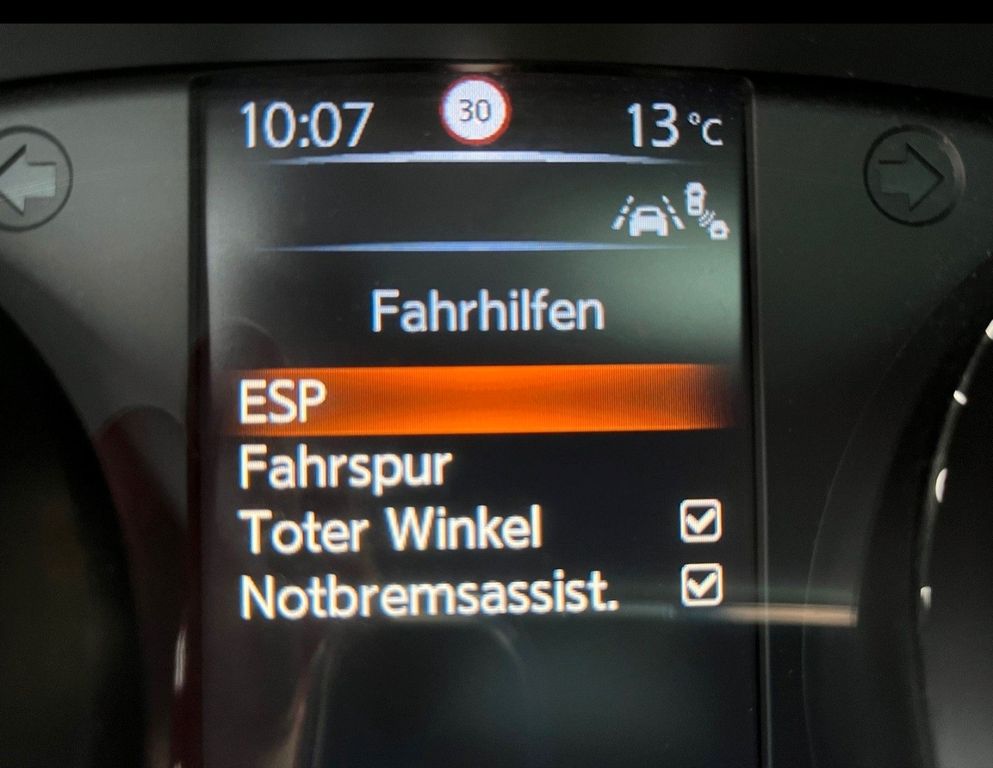 10:07 30 13 °C
Fahrhilfen
ESP
Fahrspur
Toter Winkel
Notbremsassist.